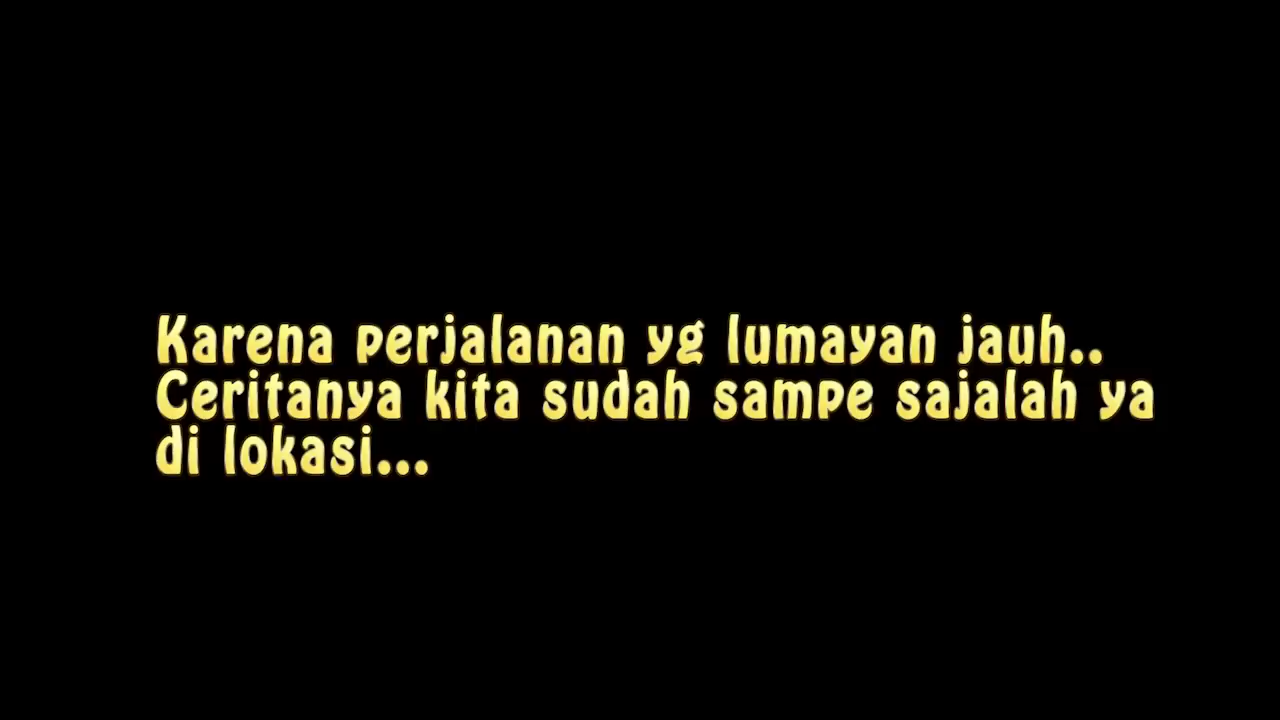 Karena perjalanan yg lumayan jauh..
Ceritanya kita sudah sampe sajalah ya
di lokasi...